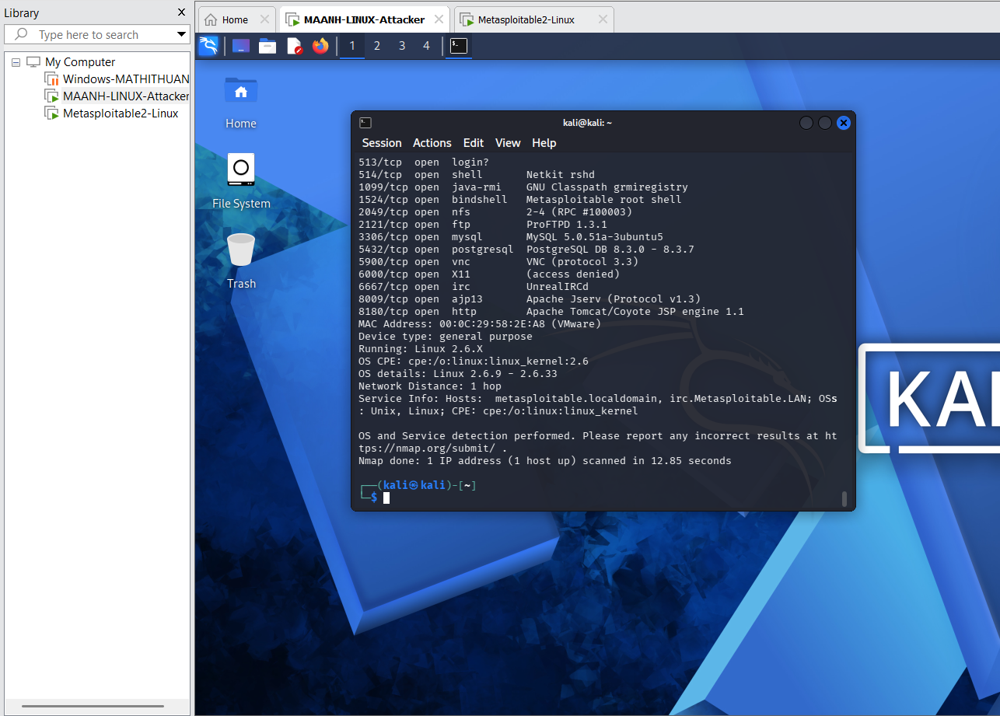 Library
Type here to search
My Computer
Windows-MATHITHUAN
MAANH-LINUX-Attacker
Metasploitable2-Linux
Home
MAANH-LINUX-Attacker
Metasploitable2-Linux
1 2 3 4
Home
File System
Trash
kali@kali: ~
Session Actions Edit View Help
513/tcp open login?
514/tcp open shell Netkit rshd
1099/tcp open java-rmi GNU Classpath grmiregistry
1524/tcp open bindshell Metasploitable root shell
2049/tcp open nfs 2-4 (RPC #100003)
2121/tcp open ftp ProFTPD 1.3.1
3306/tcp open mysql MySQL 5.0.51a-3ubuntu5
5432/tcp open postgresql PostgreSQL DB 8.3.0 - 8.3.7
5900/tcp open vnc VNC (protocol 3.3)
6000/tcp open X11 (access denied)
6667/tcp open irc UnrealIRCd
8009/tcp open ajp13 Apache Jserv (Protocol v1.3)
8180/tcp open http Apache Tomcat/Coyote JSP engine 1.1
MAC Address: 00:0C:29:58:2E:A8 (VMware)
Device type: general purpose
Running: Linux 2.6.X
OS CPE: cpe:/o:linux:linux_kernel:2.6
OS details: Linux 2.6.9 - 2.6.33
Network Distance: 1 hop
Service Info: Hosts:  metasploitable.localdomain, irc.Metasploitable.LAN; OSs
: Unix, Linux; CPE: cpe:/o:linux:linux_kernel
OS and Service detection performed. Please report any incorrect results at ht
tps://nmap.org/submit/ .
Nmap done: 1 IP address (1 host up) scanned in 12.85 seconds
┌──(kali㉿kali)-[~]
└─$
KA